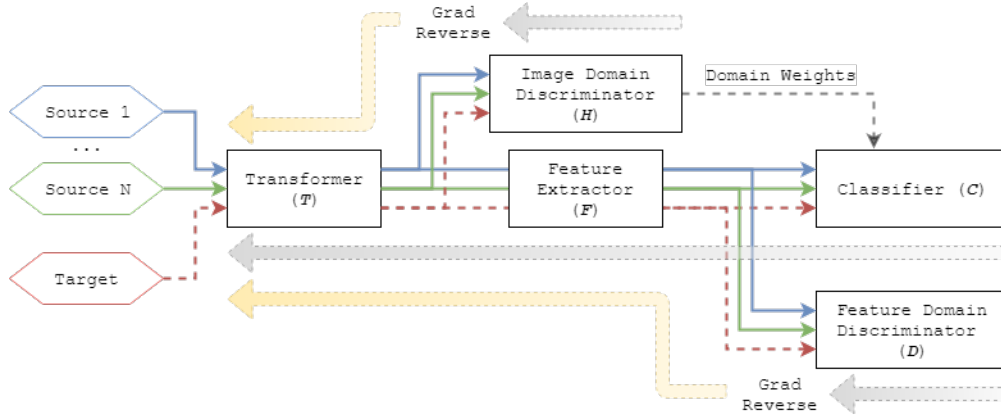 Grad
Reverse
Image Domain
Discriminator
(H)
Domain Weights
Source 1
...
Source N
Target
Transformer
(T)
Feature
Extractor
(F)
Classifier (C)
Feature Domain
Discriminator
(D)
Grad
Reverse